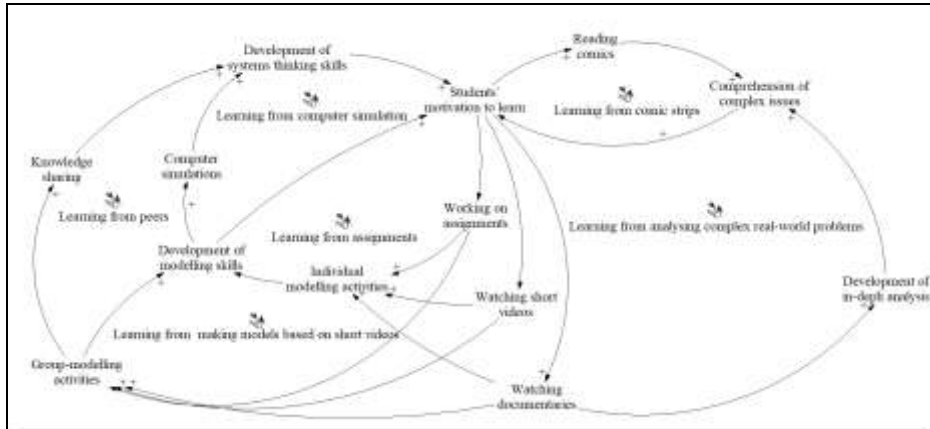 Development of
systems thinking skills
Reading
comics
Students'
motivation to learn
Comprehension of
complex issues
Learning from computer simulation
Learning from comic strips
Knowledge
sharing
Computer
simulations
Learning from peers
Working on
assignments
Learning from assignments
Learning from analysing complex real-world problems
Development of
modelling skills
Individual
modelling activities
Watching short
videos
Development of
in-depth analysis
Learning from making models based on short videos
Group-modelling
activities
Watching
documentaries